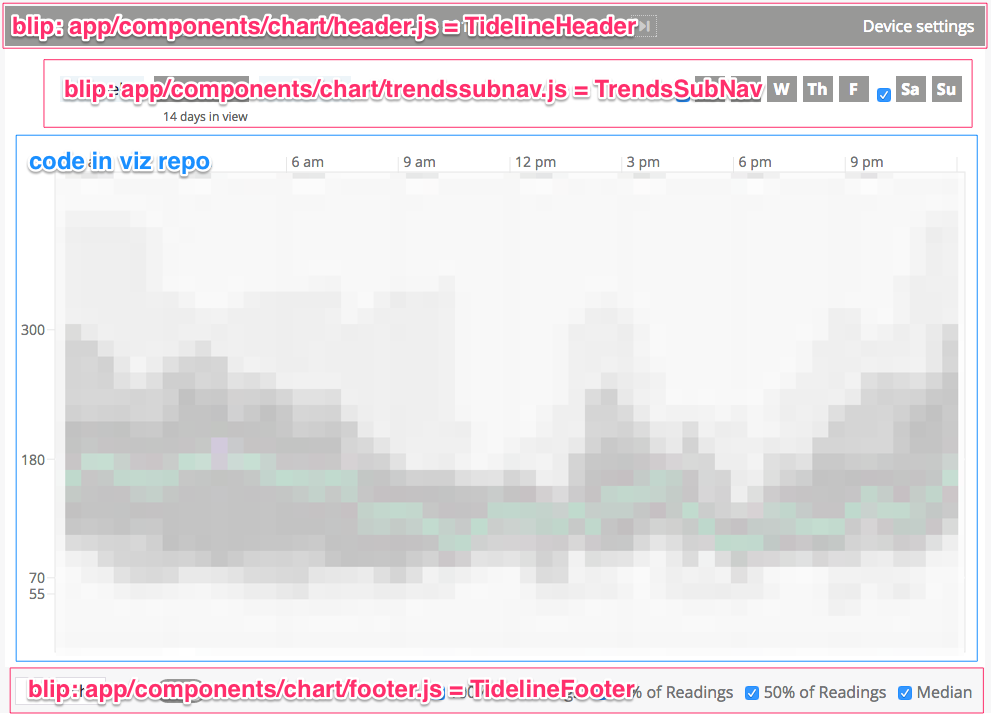 blip: app/components/chart/header.js = TidelineHeader
Device settings
blip: app/components/chart/trendssubnav.js = TrendsSubNav
W Th F Sa Su
14 days in view
code in viz repo
6 am 9 am 12 pm 3 pm 6 pm 9 pm
300
180
70
55
blip: app/components/chart/footer.js = TidelineFooter
of Readings 50% of Readings Median